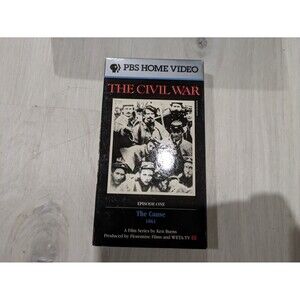 PBS HOME VIDEO
THE CIVIL WAR
EPISODE ONE
The Cause
1861
A Film Series by Ken Burns
Produced by Florentine Films and WETA-TV